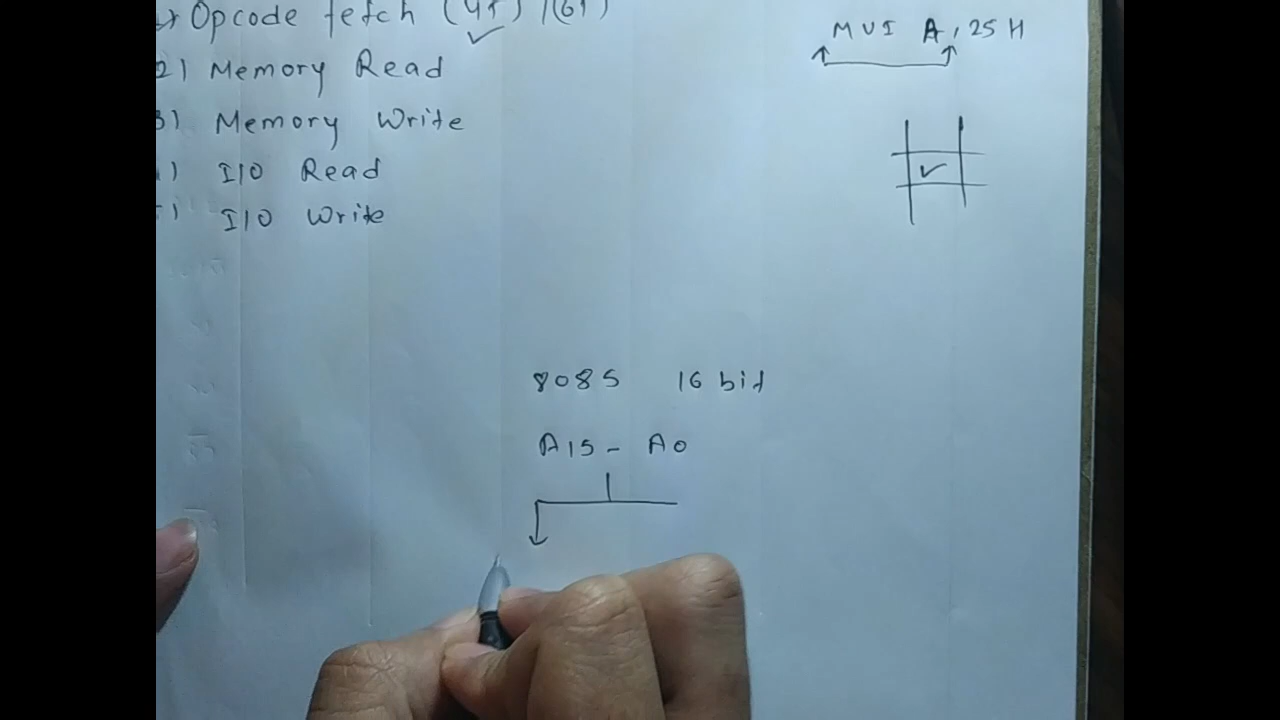 Opcode fetch (4T) / (6T)
2) Memory Read
3) Memory Write
) I/O Read
) I/O Write
MVI A, 25H
8085 16 bit
A15 - A0